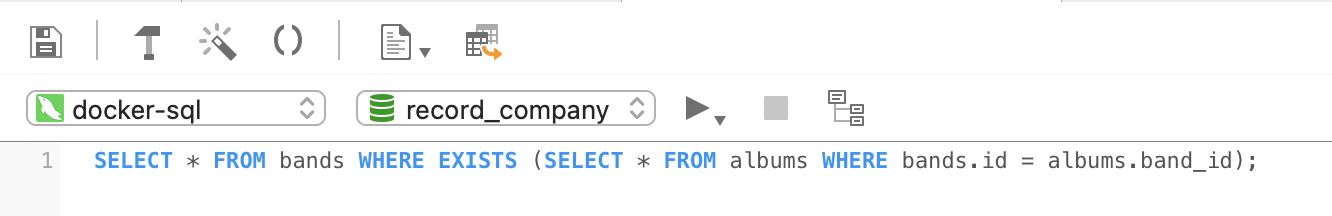 docker-sql record_company
1 SELECT * FROM bands WHERE EXISTS (SELECT * FROM albums WHERE bands.id = albums.band_id);